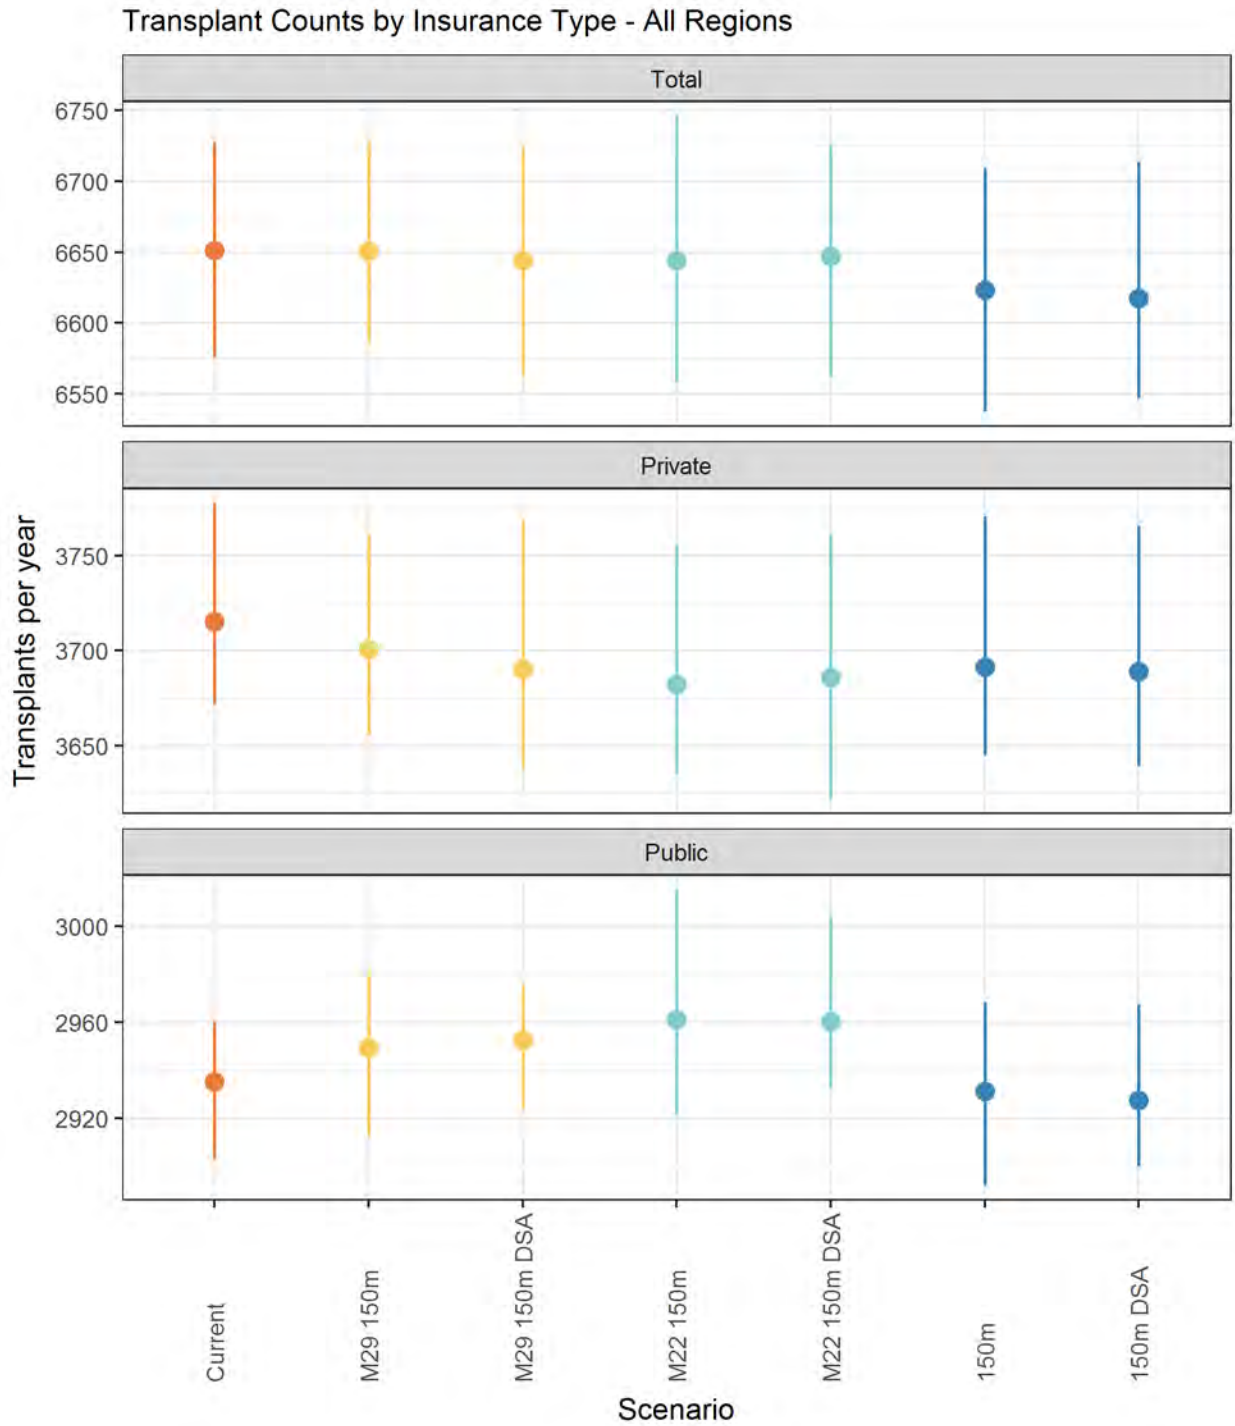 Transplant Counts by Insurance Type - All Regions
Total
6750
6700
6650
6600
6550
Private
3750
3700
3650
Public
3000
2960
2920
Transplants per year
Current
M29 150m
M29 150m DSA
M22 150m
M22 150m DSA
150m
150m DSA
Scenario